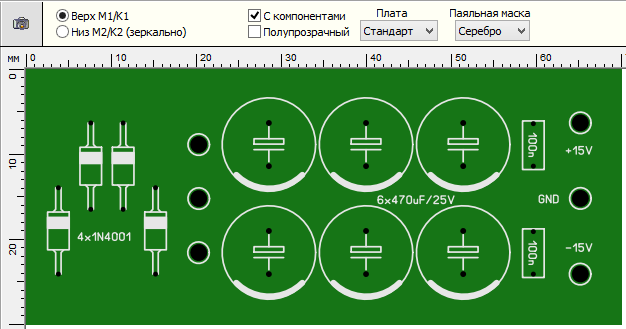 Верх M1/K1
Низ M2/K2 (зеркально)
С компонентами
Полупрозрачный
Плата
Стандарт
Паяльная маска
Серебро
мм
0 10 20 30 40 50 60
0
10
20
4x1N4001
6x470uF/25V
100n
100n
+15V
GND
-15V